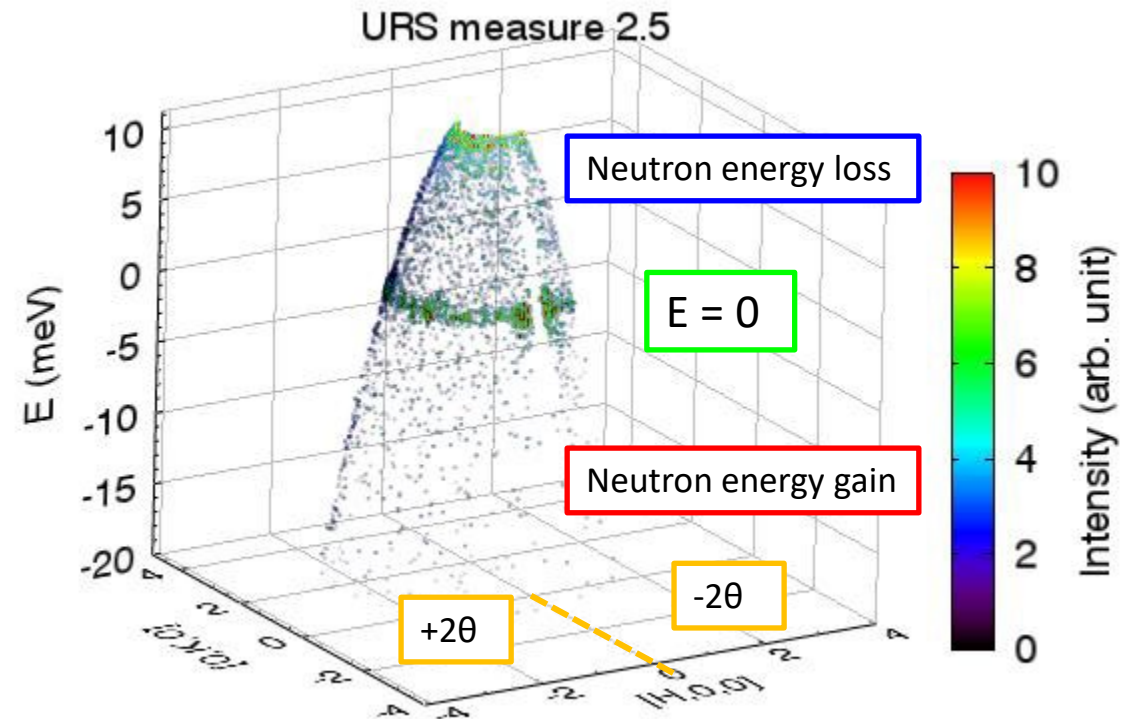 URS measure 2.5
10
5
0
-5
-10
-15
-20
E (meV)
Neutron energy loss
E = 0
Neutron energy gain
+2θ
-2θ
4
2
0
-2
-4
[0,K,0]
-4
-2
0
2
4
[H,0,0]
10
8
6
4
2
0
Intensity (arb. unit)